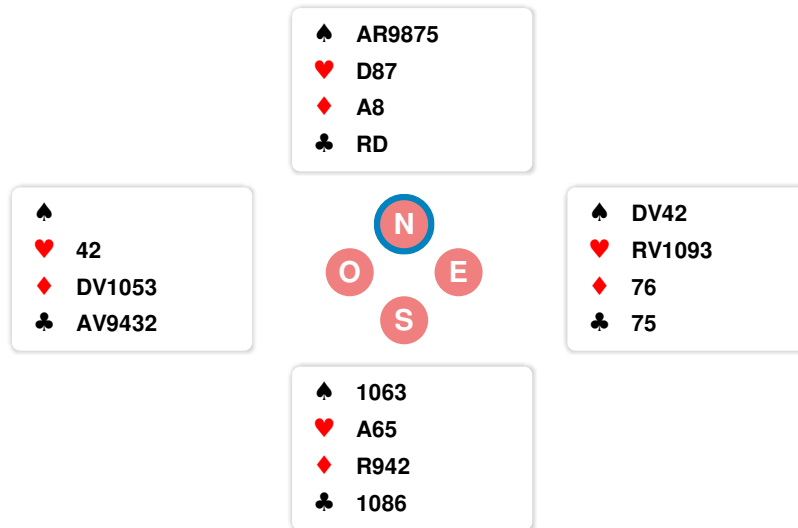 ♠ AR9875
♥ D87
♦ A8
♣ RD
♠
♥ 42
♦ DV1053
♣ AV9432
N
O E
S
♠ DV42
♥ RV1093
♦ 76
♣ 75
♠ 1063
♥ A65
♦ R942
♣ 1086